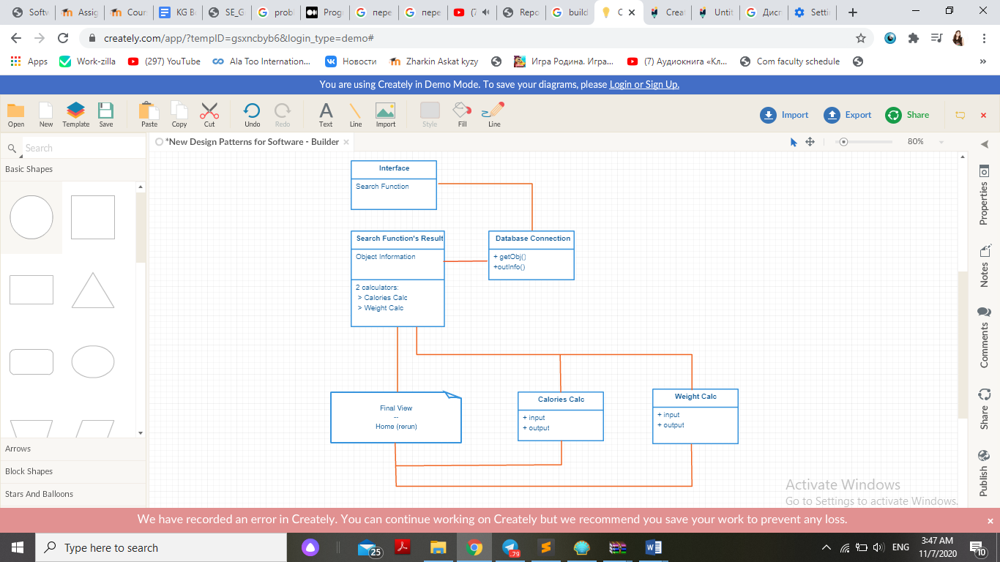 Softw
Assig
Cour
KG B
SE_G
probl
Progr
пере
пере
(7
Repo
build
C
Creat
Untit
Дисп
Setti
creately.com/app/?tempID=gsxncbyb6&login_type=demo#
Apps
Work-zilla
(297) YouTube
Ala Too Internation...
Новости
Zharkin Askat kyzy
Игра Родина. Игра...
(7) Аудиокнига «Кл...
Com faculty schedule
»
You are using Creately in Demo Mode. To save your diagrams, please Login or Sign Up.
Open
New
Template
Save
Paste
Copy
Cut
Undo
Redo
Text
Line
Import
Style
Fill
Line
Import
Export
Share
Search
*New Design Patterns for Software - Builder
80%
Basic Shapes
Arrows
Block Shapes
Stars And Balloons
Interface
Search Function
Search Function's Result
Object Information
2 calculators:
> Calories Calc
> Weight Calc
Database Connection
+ getObj()
+outInfo()
Final View
--
Home (rerun)
Calories Calc
+ input
+ output
Weight Calc
+ input
+ output
Properties
Notes
Comments
Share
Publish
Activate Windows
Go to Settings to activate Windows.
We have recorded an error in Creately. You can continue working on Creately but we recommend you save your work to prevent any loss.
Type here to search
25
.79
ENG
3:47 AM
11/7/2020
10